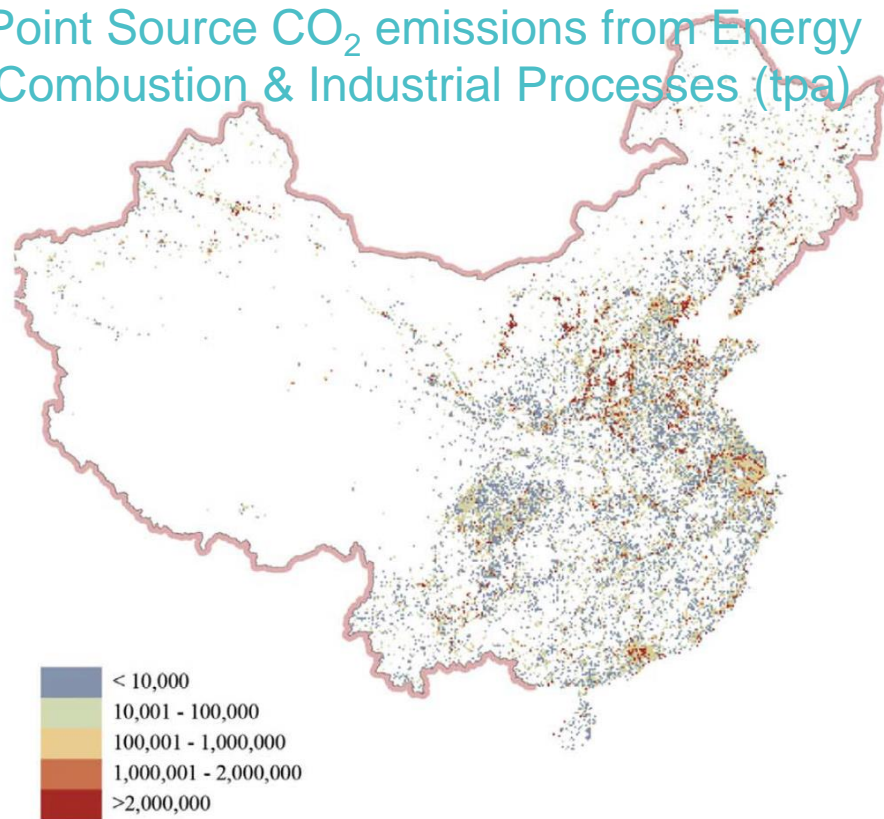 Point Source CO₂ emissions from Energy
Combustion & Industrial Processes (tpa)
< 10,000
10,001 - 100,000
100,001 - 1,000,000
1,000,001 - 2,000,000
>2,000,000